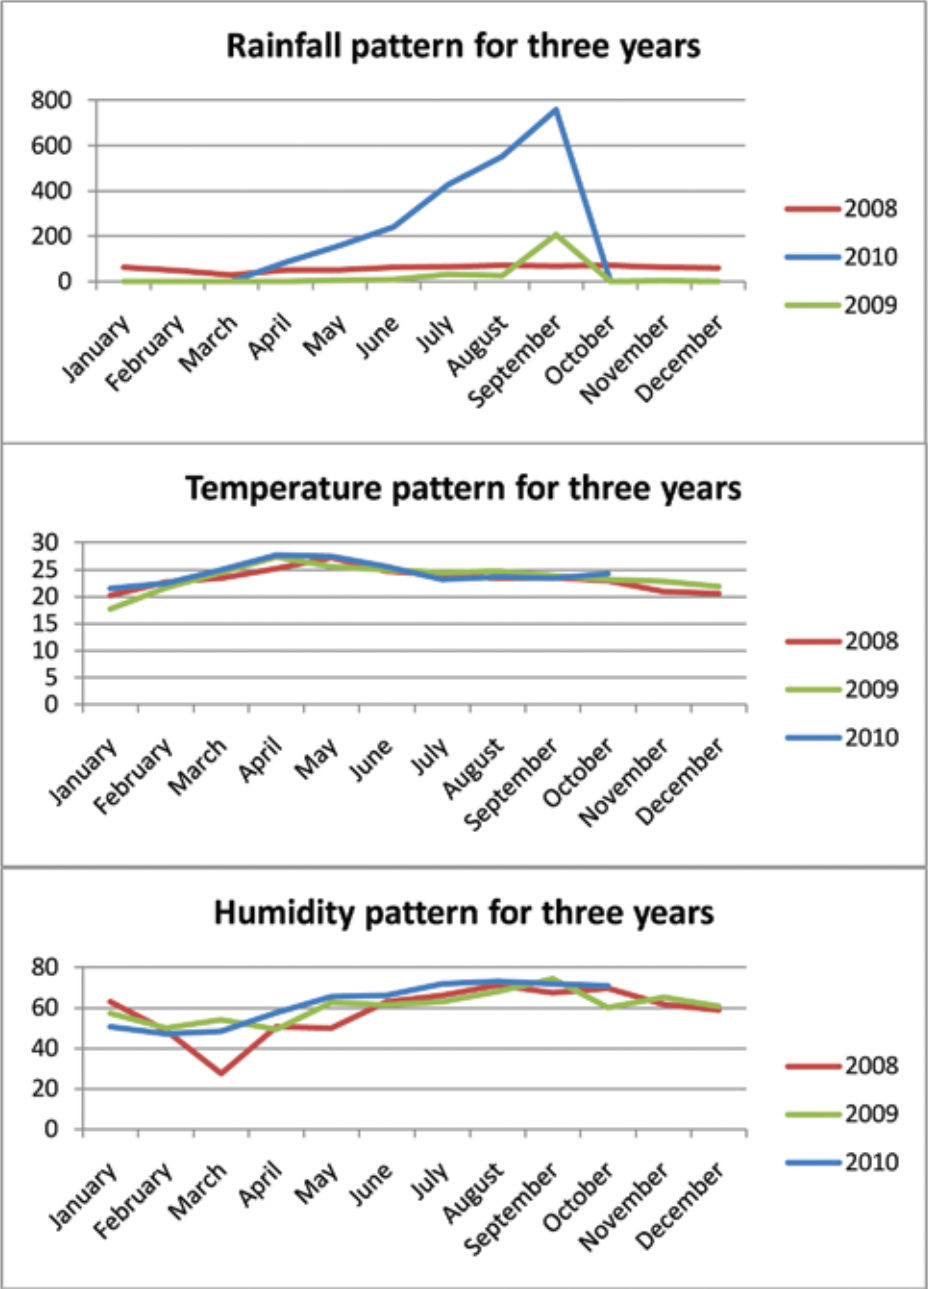 Rainfall pattern for three years
800
600
400
200
0
January
February
March
April
May
June
July
August
September
October
November
December
2008
2010
2009
Temperature pattern for three years
30
25
20
15
10
5
0
January
February
March
April
May
June
July
August
September
October
November
December
2008
2009
2010
Humidity pattern for three years
80
60
40
20
0
January
February
March
April
May
June
July
August
September
October
November
December
2008
2009
2010